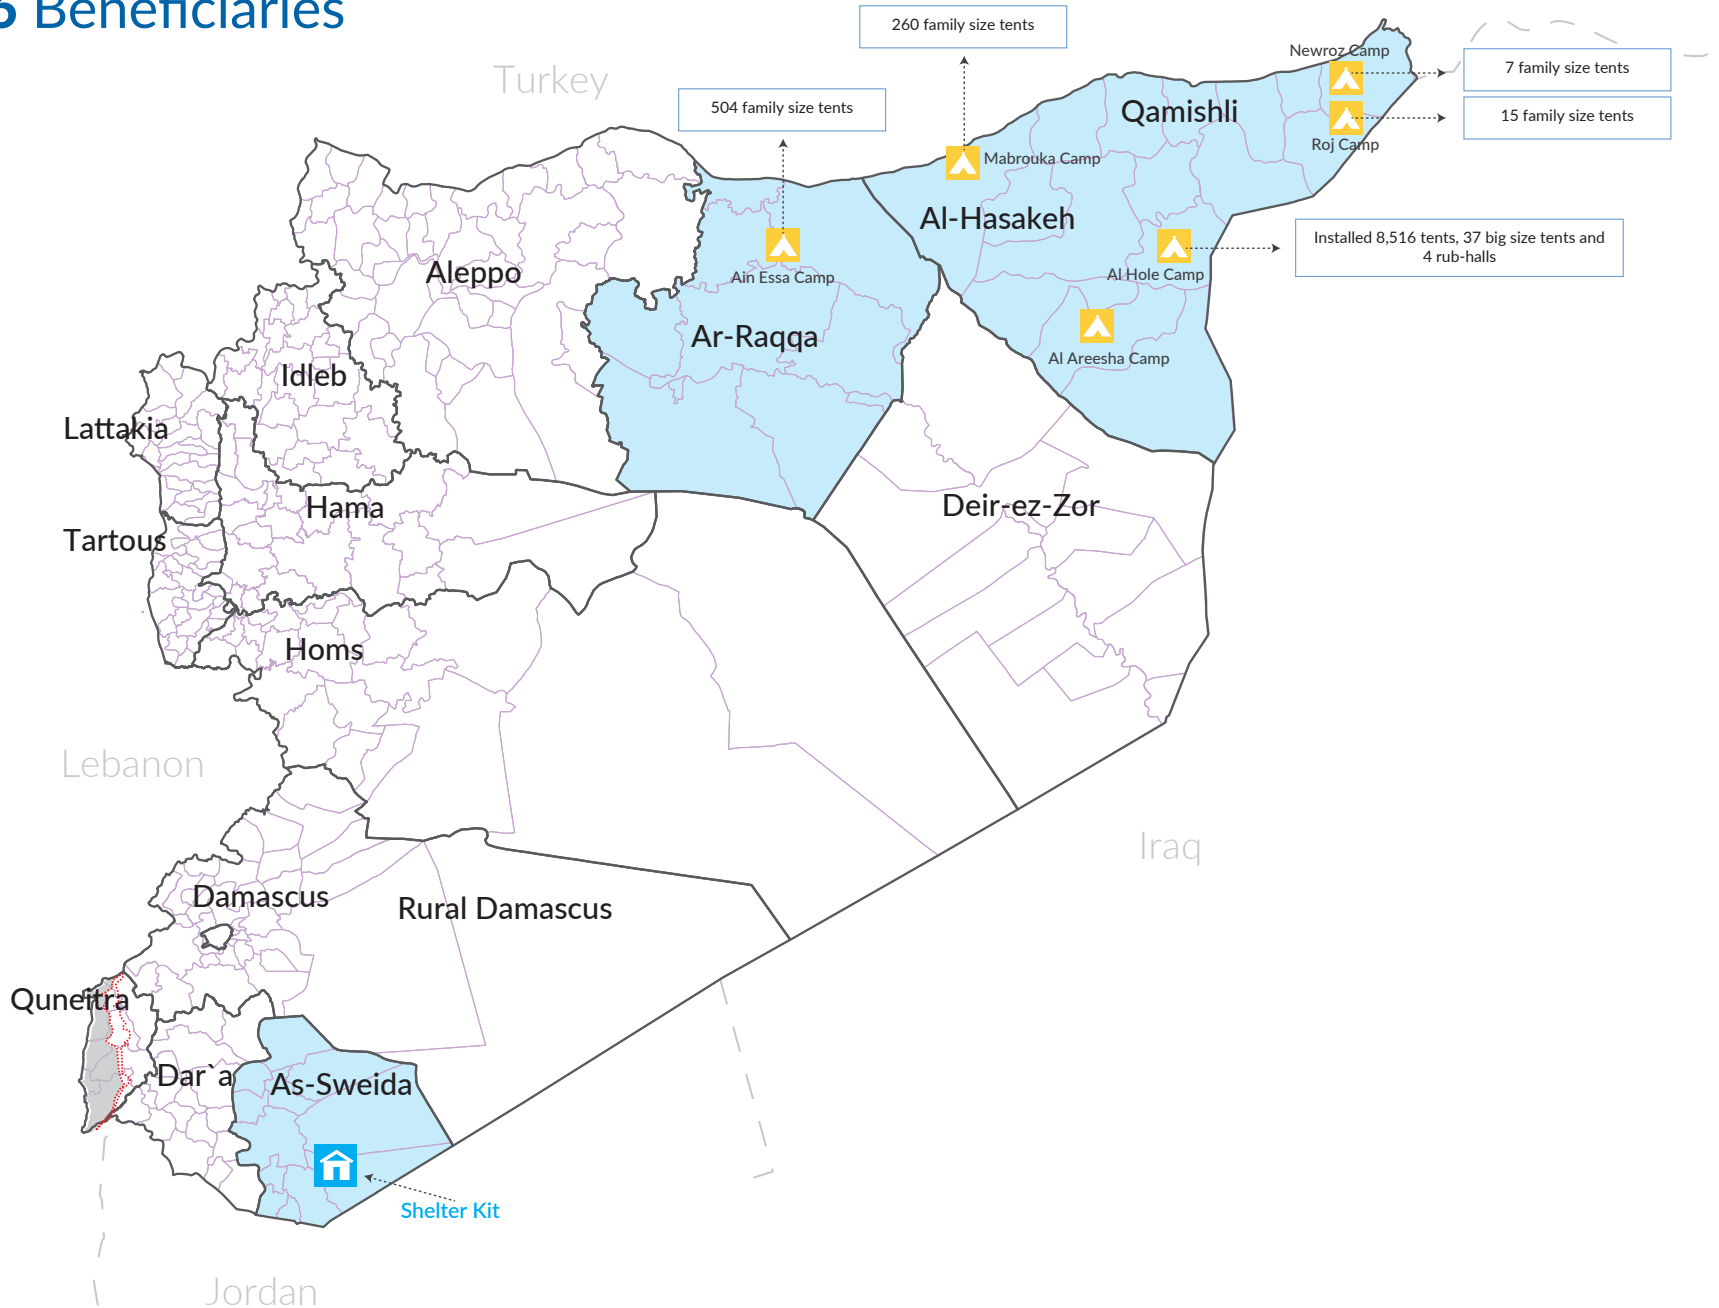 6 Beneficiaries
260 family size tents
Turkey
504 family size tents
Newroz Camp
7 family size tents
Qamishli
15 family size tents
Roj Camp
Mabrouka Camp
Al-Hasakeh
Installed 8,516 tents, 37 big size tents and
4 rub-halls
Al Hole Camp
Ain Essa Camp
Aleppo
Ar-Raqqa
Al Areesha Camp
Idleb
Lattakia
Hama
Deir-ez-Zor
Tartous
Homs
Lebanon
Iraq
Damascus
Rural Damascus
Quneitra
Dar`a
As-Sweida
Shelter Kit
Jordan